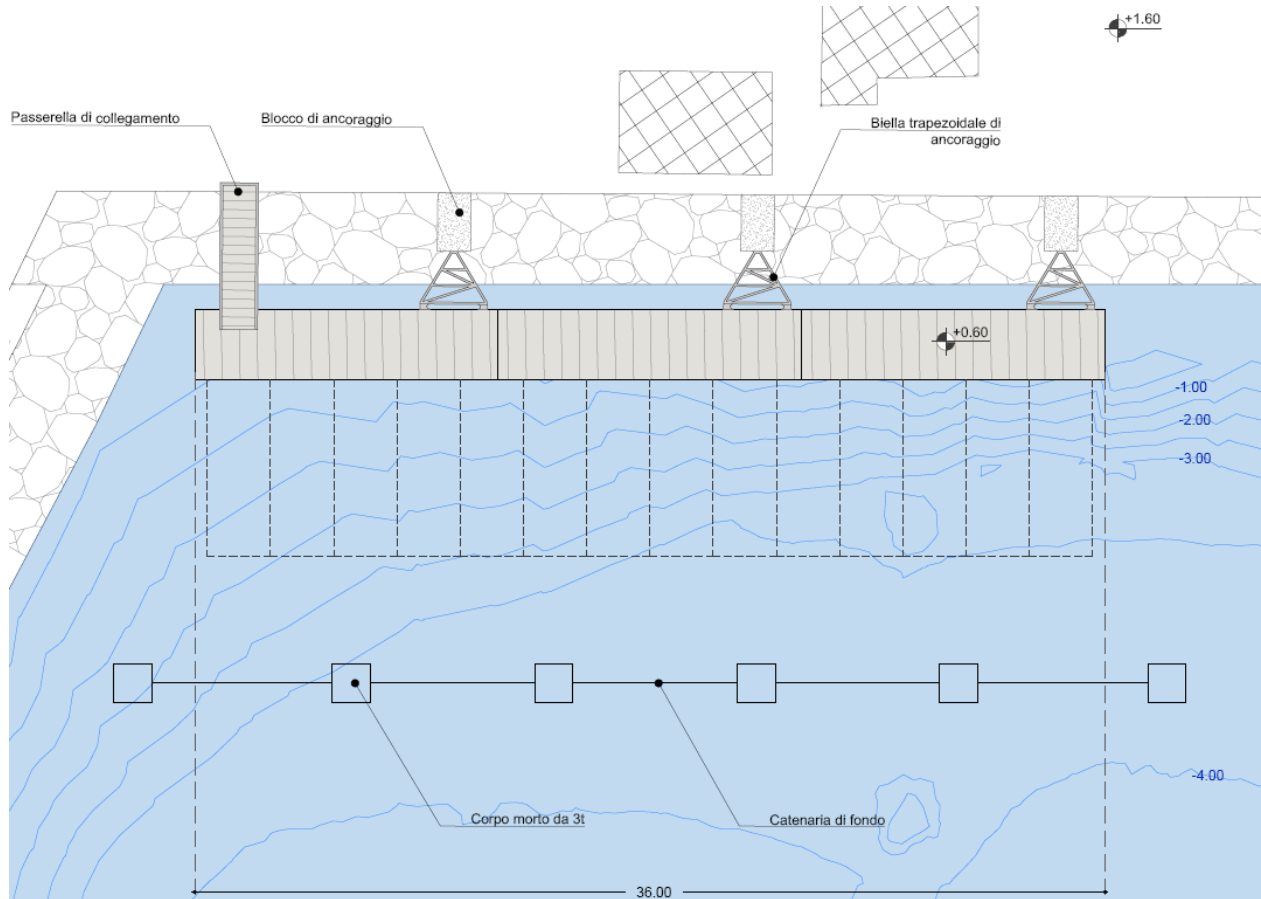 +1.60
Passerella di collegamento
Blocco di ancoraggio
Biella trapezoidale di
ancoraggio
+0.60
-1.00
-2.00
-3.00
-4.00
Corpo morto da 3t
Catenaria di fondo
36.00